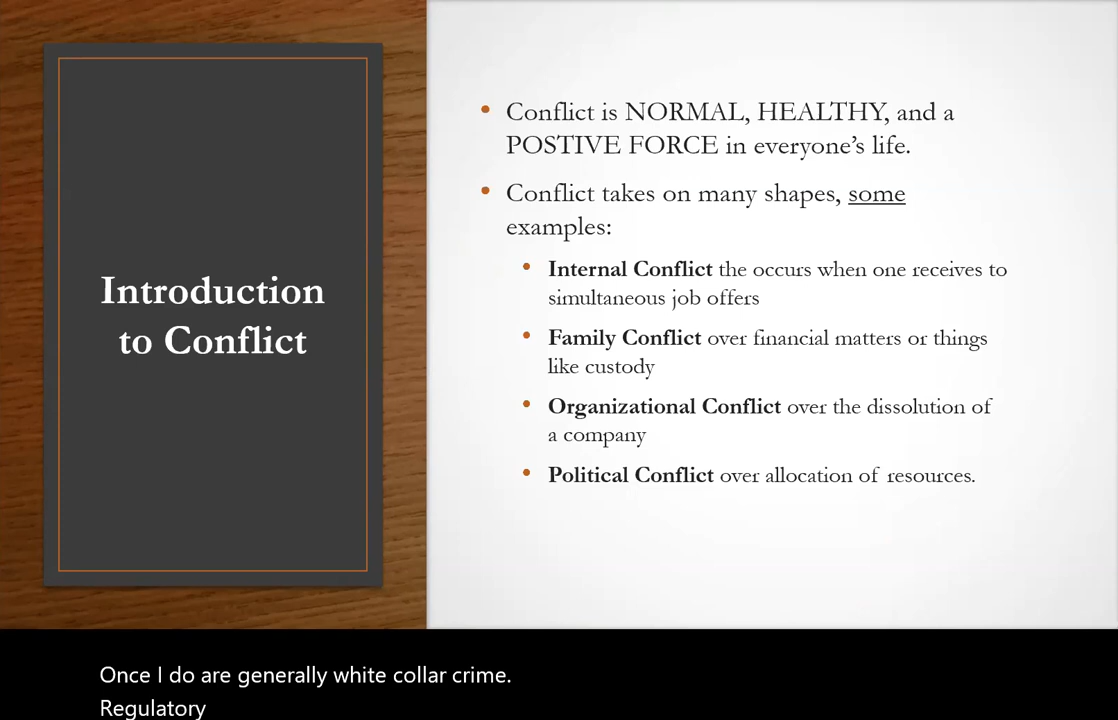 Introduction
to Conflict
• Conflict is NORMAL, HEALTHY, and a
POSTIVE FORCE in everyone’s life.
• Conflict takes on many shapes, some
examples:
• Internal Conflict the occurs when one receives to
simultaneous job offers
• Family Conflict over financial matters or things
like custody
• Organizational Conflict over the dissolution of
a company
• Political Conflict over allocation of resources.
Once I do are generally white collar crime.
Regulatory